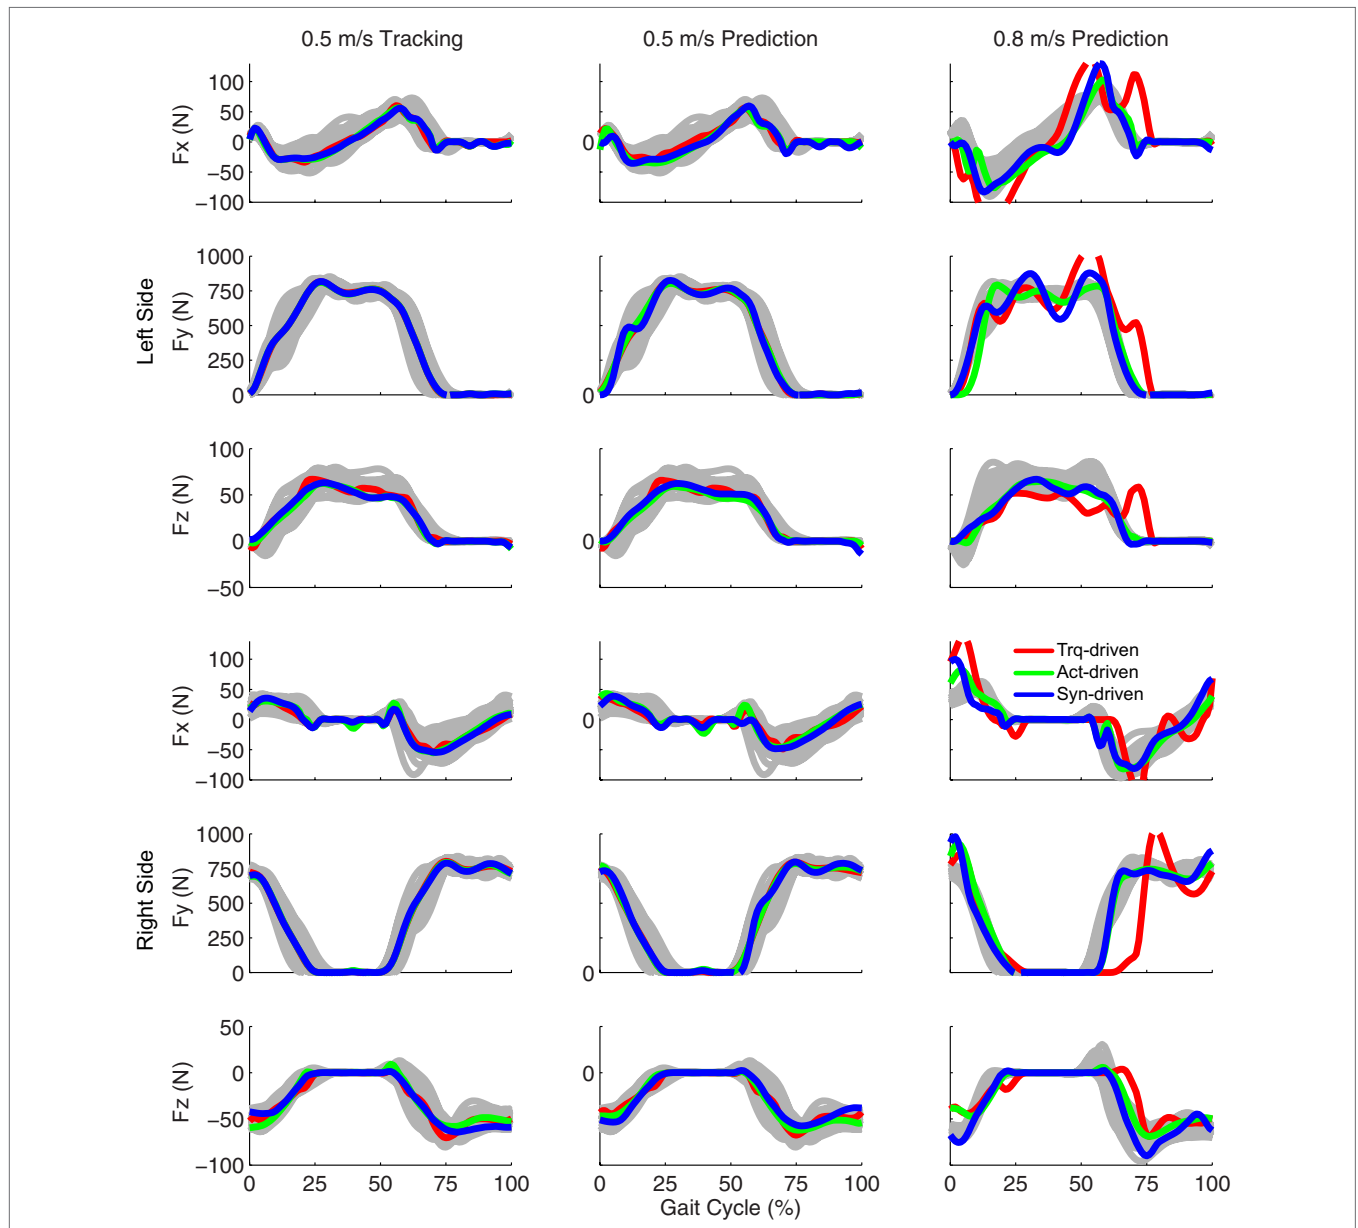 0.5 m/s Tracking 0.5 m/s Prediction 0.8 m/s Prediction
Left Side
Fx (N)
100
50
0
−50
−100
0
Fy (N)
1000
750
500
250
0
0
Fz (N)
100
50
0
−50
0
Right Side
Fx (N)
100
50
0
−50
−100
0
Trq-driven
Act-driven
Syn-driven
Fy (N)
1000
750
500
250
0
0
Fz (N)
50
0
−50
−100
0
0 25 50 75 100 0 25 50 75 100 0 25 50 75 100
Gait Cycle (%)